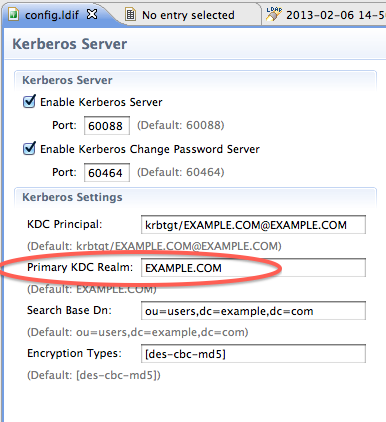 config.ldif
No entry selected
LDAP
2013-02-06 14-5
Kerberos Server
Kerberos Server
Enable Kerberos Server
Port: 60088 (Default: 60088)
Enable Kerberos Change Password Server
Port: 60464 (Default: 60464)
Kerberos Settings
KDC Principal: krbtgt/EXAMPLE.COM@EXAMPLE.COM
(Default: krbtgt/EXAMPLE.COM@EXAMPLE.COM)
Primary KDC Realm: EXAMPLE.COM
(Default: EXAMPLE.COM)
Search Base Dn: ou=users,dc=example,dc=com
(Default: ou=users,dc=example,dc=com)
Encryption Types: [des-cbc-md5]
(Default: [des-cbc-md5])